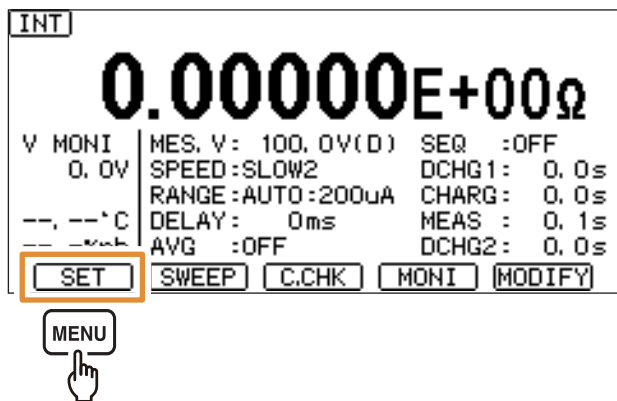 INT
0.00000E+00Ω
V MONI
0.0V
--.--°C
MES.V: 100.0V(D)
SPEED:SLOW2
RANGE:AUTO:200uA
DELAY: 0ms
AVG :OFF
SEQ :OFF
DCHG1: 0.0s
CHARG: 0.0s
MEAS : 0.1s
DCHG2: 0.0s
SET SWEEP C.CHK MONI MODIFY
MENU